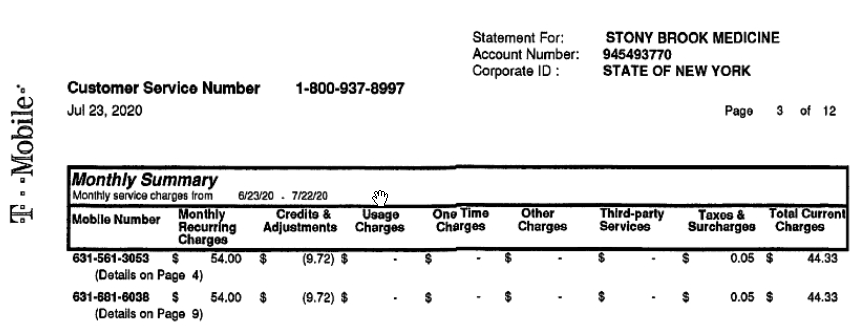 Statement For: STONY BROOK MEDICINE
Account Number: 945493770
Corporate ID : STATE OF NEW YORK
Customer Service Number 1-800-937-8997
Jul 23, 2020
Page 3 of 12
T··Mobile·
Monthly Summary
Monthly service charges from 6/23/20 - 7/22/20
Mobile Number Monthly Recurring Charges Credits & Adjustments Usage Charges One Time Charges Other Charges Third-party Services Taxes & Surcharges Total Current Charges
631-561-3053 $ 54.00 $ (9.72) $ - $ - $ - $ - $ 0.05 $ 44.33
(Details on Page 4)
631-681-6038 $ 54.00 $ (9.72) $ - $ - $ - $ - $ 0.05 $ 44.33
(Details on Page 9)